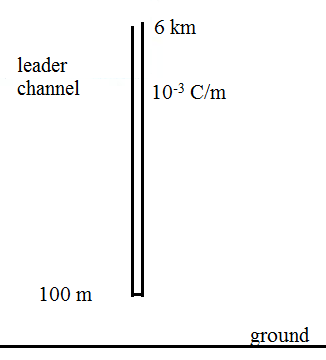 6 km
leader
channel
10⁻³ C/m
100 m
ground